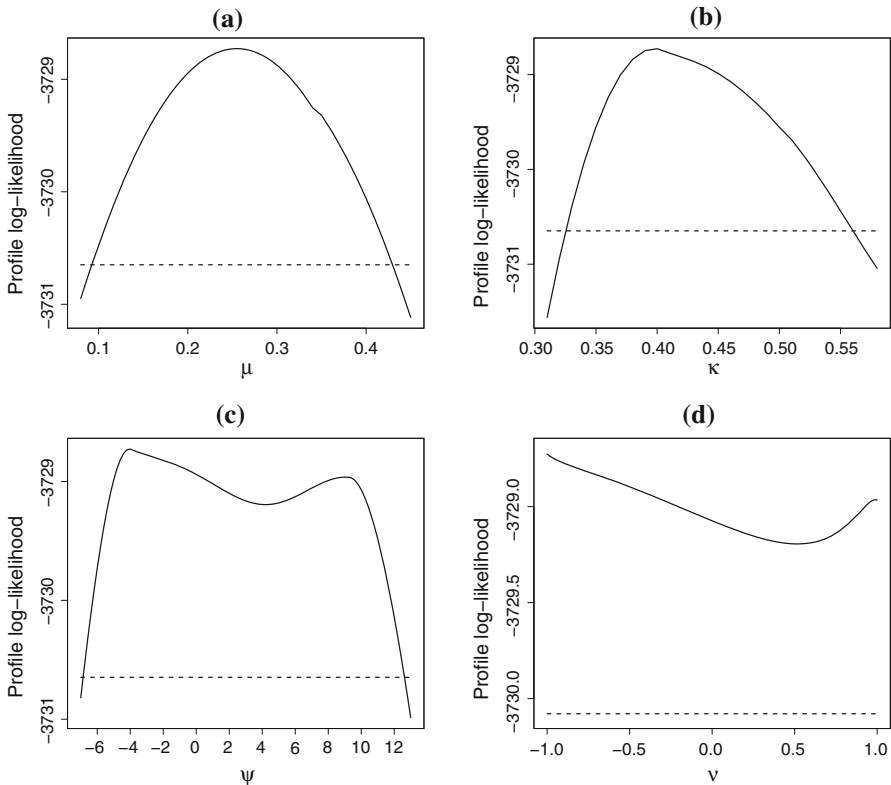 (a)
Profile log−likelihood
−3729
−3730
−3731
0.1 0.2 0.3 0.4
μ
(b)
Profile log−likelihood
−3729
−3730
−3731
0.30 0.35 0.40 0.45 0.50 0.55
κ
(c)
Profile log−likelihood
−3729
−3730
−3731
−6 −4 −2 0 2 4 6 8 10 12
ψ
(d)
Profile log−likelihood
−3729.0
−3729.5
−3730.0
−1.0 −0.5 0.0 0.5 1.0
ν